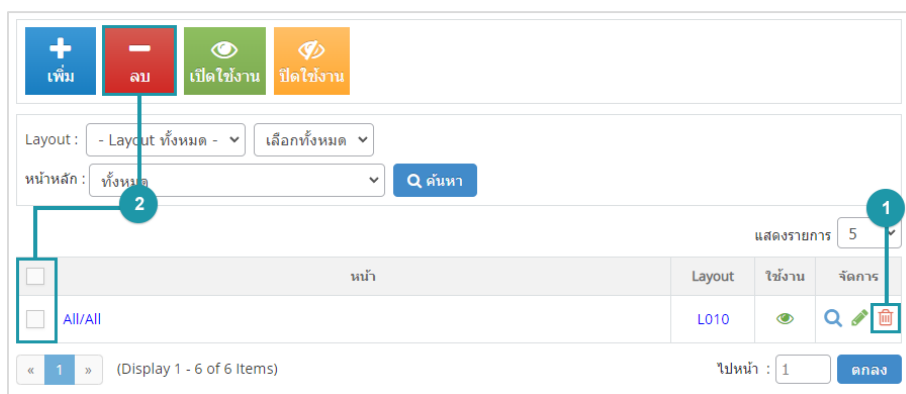 เพิ่ม ลบ เปิดใช้งาน ปิดใช้งาน
Layout : - Layout ทั้งหมด - เลือกทั้งหมด
หน้าหลัก : ทั้งหมด ค้นหา
2
1
แสดงรายการ 5
หน้า Layout ใช้งาน จัดการ
All/All L010
« 1 » (Display 1 - 6 of 6 Items) ไปหน้า : 1 ตกลง